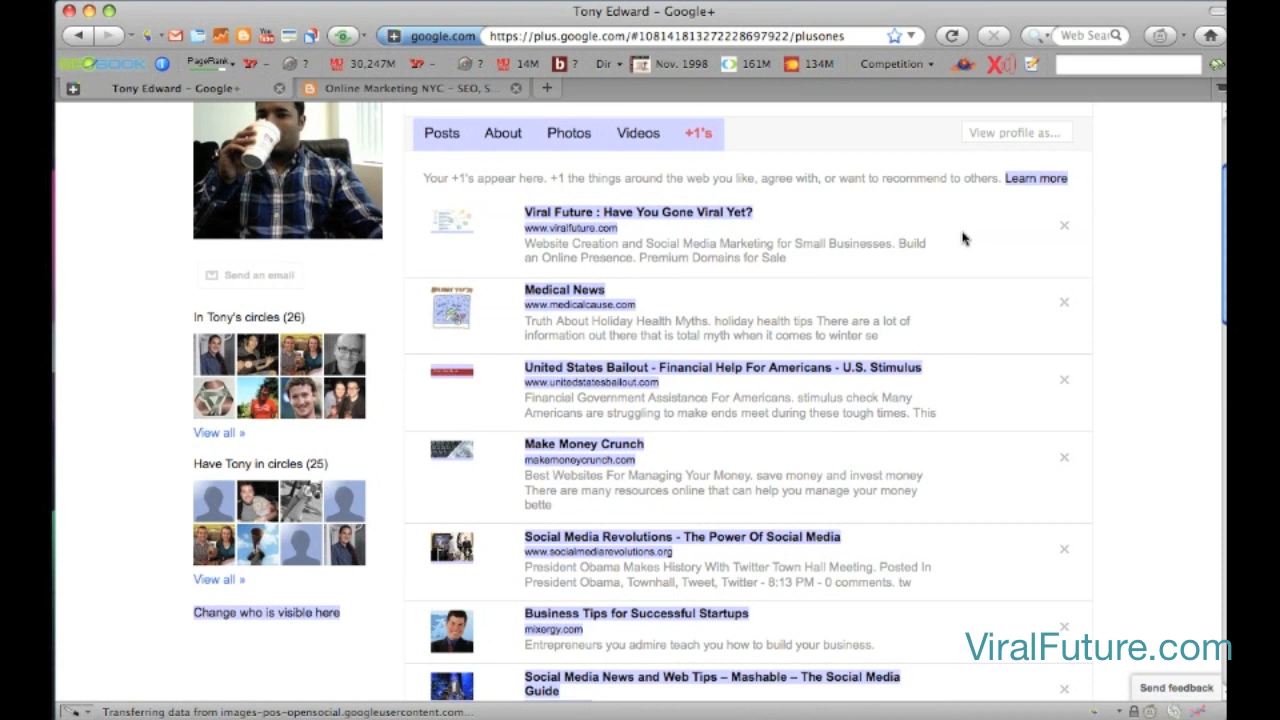 Tony Edward - Google+
google.com
https://plus.google.com/#108141813272228697922/plusones
Web Sear
SEOBOOK
PageRank
?
30,247M
?
14M
?
Dir
Nov. 1998
161M
134M
Competition
Tony Edward - Google+
Online Marketing NYC - SEO, S...
Posts
About
Photos
Videos
+1's
View profile as...
Your +1's appear here. +1 the things around the web you like, agree with, or want to recommend to others. Learn more
Viral Future : Have You Gone Viral Yet?
www.viralfuture.com
Website Creation and Social Media Marketing for Small Businesses. Build
an Online Presence. Premium Domains for Sale
Send an email
Medical News
www.medicalcause.com
Truth About Holiday Health Myths. holiday health tips There are a lot of
information out there that is total myth when it comes to winter se
In Tony's circles (26)
View all »
United States Bailout - Financial Help For Americans - U.S. Stimulus
www.unitedstatesbailout.com
Financial Government Assistance For Americans. stimulus check Many
Americans are struggling to make ends meet during these tough times. This
Have Tony in circles (25)
View all »
Change who is visible here
Make Money Crunch
makemoneycrunch.com
Best Websites For Managing Your Money. save money and invest money
There are many resources online that can help you manage your money
bette
Social Media Revolutions - The Power Of Social Media
www.socialmediarevolutions.org
President Obama Makes History With Twitter Town Hall Meeting. Posted In
President Obama, Townhall, Tweet, Twitter - 8:13 PM - 0 comments. tw
Business Tips for Successful Startups
mixergy.com
Entrepreneurs you admire teach you how to build your business.
ViralFuture.com
Social Media News and Web Tips – Mashable – The Social Media
Guide
Send feedback
Transferring data from images-pos-opensocial.googleusercontent.com...